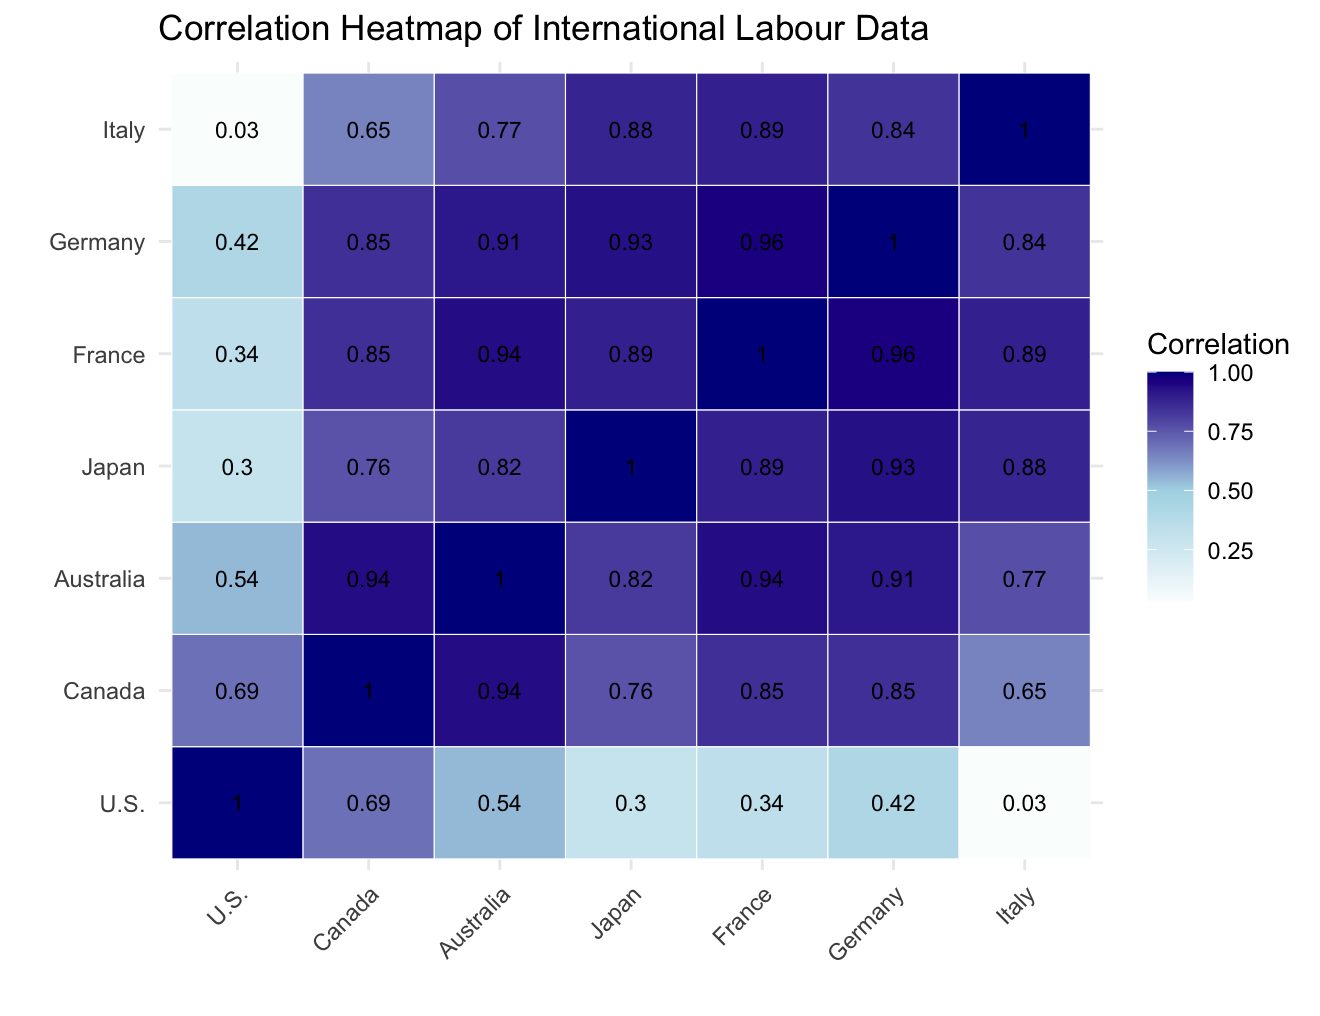 Correlation Heatmap of International Labour Data
Italy 0.03 0.65 0.77 0.88 0.89 0.84 1
Germany 0.42 0.85 0.91 0.93 0.96 1 0.84
France 0.34 0.85 0.94 0.89 1 0.96 0.89
Japan 0.3 0.76 0.82 1 0.89 0.93 0.88
Australia 0.54 0.94 1 0.82 0.94 0.91 0.77
Canada 0.69 1 0.94 0.76 0.85 0.85 0.65
U.S. 1 0.69 0.54 0.3 0.34 0.42 0.03
U.S. Canada Australia Japan France Germany Italy
Correlation
1.00
0.75
0.50
0.25